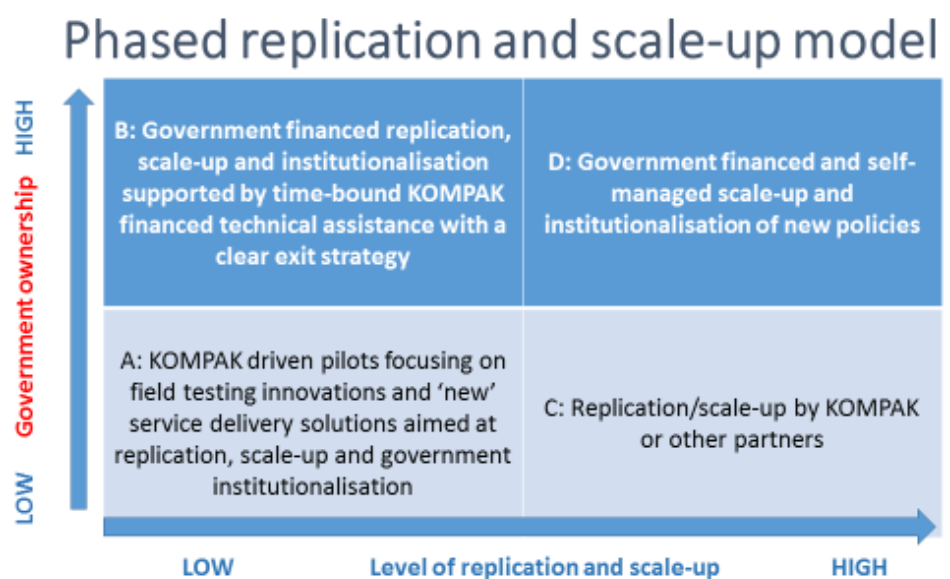 Phased replication and scale-up model
HIGH
Government ownership
LOW
B: Government financed replication,
scale-up and institutionalisation
supported by time-bound KOMPAK
financed technical assistance with a
clear exit strategy
D: Government financed and self-
managed scale-up and
institutionalisation of new policies
A: KOMPAK driven pilots focusing on
field testing innovations and ‘new’
service delivery solutions aimed at
replication, scale-up and government
institutionalisation
C: Replication/scale-up by KOMPAK
or other partners
LOW
Level of replication and scale-up
HIGH